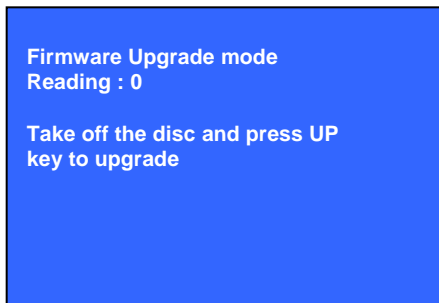 Firmware Upgrade mode
Reading : 0
Take off the disc and press UP
key to upgrade